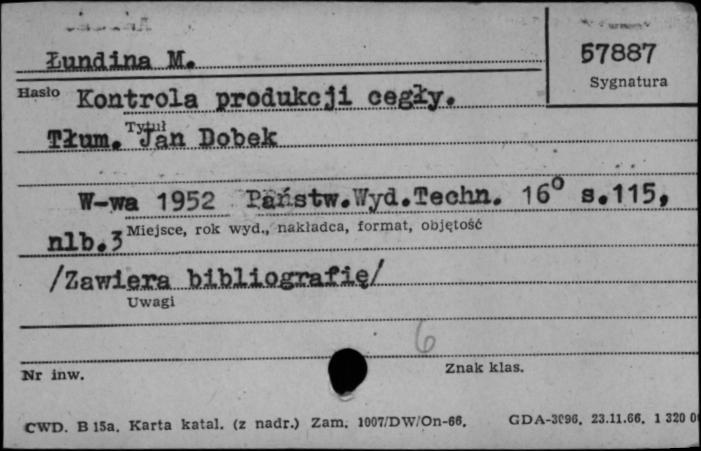 Łundina M.
57887
Sygnatura
Hasło Kontrola produkcji cegły.
Tytuł
Tłum. Jan Dobek
W-wa 1952 Państw.Wyd.Techn. 16° s.115,
Miejsce, rok wyd., nakładca, format, objętość
nlb.3
/Zawiera bibliografię/
Uwagi
6
Nr inw.
Znak klas.
CWD. B 15a. Karta katal. (z nadr.) Zam. 1007/DW/On-66. GDA-3096. 23.11.66. 1 320